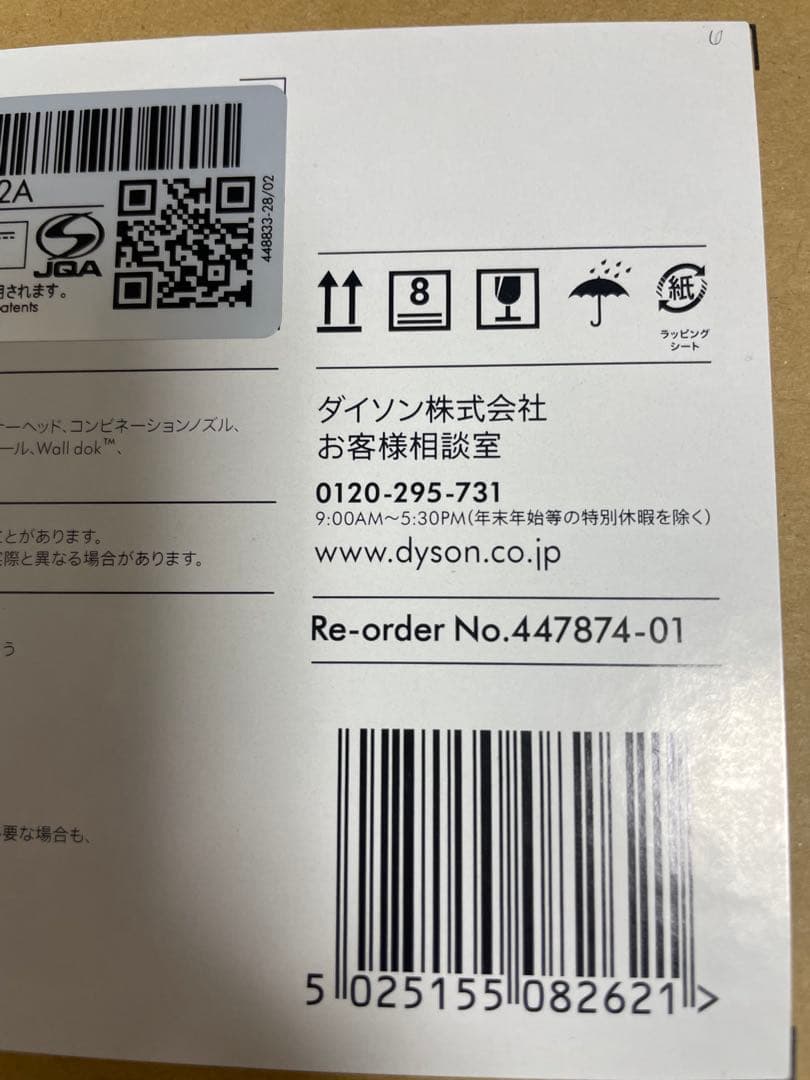 2A
448833-28/02
JQA
用されます。
atents
8
紙
ラッピング
シート
ナーヘッド、コンビネーションノズル、
ール、Wall dok™、
ことがあります。
実際と異なる場合があります。
う
要な場合も、
ダイソン株式会社
お客様相談室
0120-295-731
9:00AM〜5:30PM(年末年始等の特別休暇を除く)
www.dyson.co.jp
Re-order No.447874-01
5 025155 082621 >